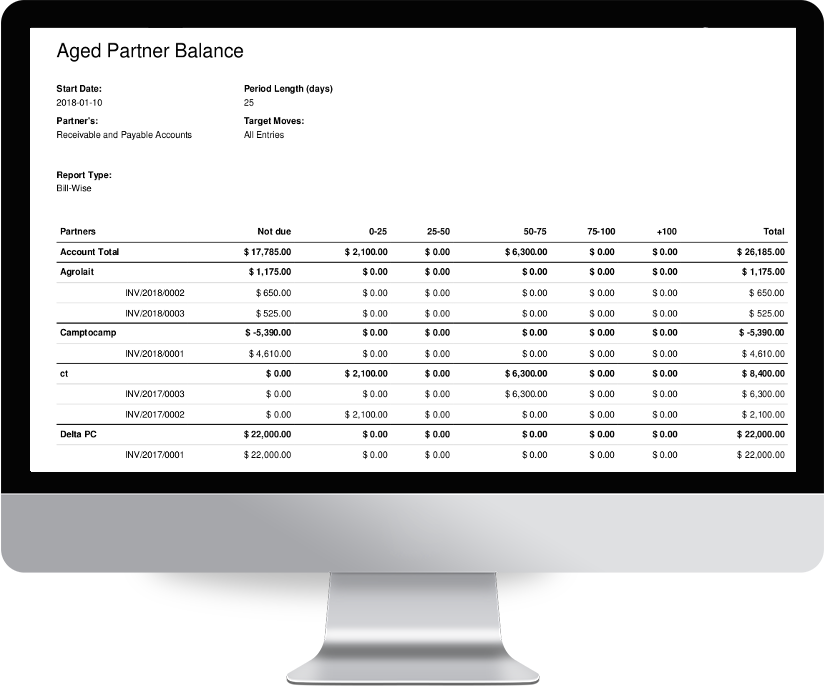 Aged Partner Balance
Start Date: Period Length (days)
2018-01-10 25
Partner's: Target Moves:
Receivable and Payable Accounts All Entries
Report Type:
Bill-Wise
Partners Not due 0-25 25-50 50-75 75-100 +100 Total
Account Total $ 17,785.00 $ 2,100.00 $ 0.00 $ 6,300.00 $ 0.00 $ 0.00 $ 26,185.00
Agrolait $ 1,175.00 $ 0.00 $ 0.00 $ 0.00 $ 0.00 $ 0.00 $ 1,175.00
INV/2018/0002 $ 650.00 $ 0.00 $ 0.00 $ 0.00 $ 0.00 $ 0.00 $ 650.00
INV/2018/0003 $ 525.00 $ 0.00 $ 0.00 $ 0.00 $ 0.00 $ 0.00 $ 525.00
Camptocamp $ -5,390.00 $ 0.00 $ 0.00 $ 0.00 $ 0.00 $ 0.00 $ -5,390.00
INV/2018/0001 $ 4,610.00 $ 0.00 $ 0.00 $ 0.00 $ 0.00 $ 0.00 $ 4,610.00
ct $ 0.00 $ 2,100.00 $ 0.00 $ 6,300.00 $ 0.00 $ 0.00 $ 8,400.00
INV/2017/0003 $ 0.00 $ 0.00 $ 0.00 $ 6,300.00 $ 0.00 $ 0.00 $ 6,300.00
INV/2017/0002 $ 0.00 $ 2,100.00 $ 0.00 $ 0.00 $ 0.00 $ 0.00 $ 2,100.00
Delta PC $ 22,000.00 $ 0.00 $ 0.00 $ 0.00 $ 0.00 $ 0.00 $ 22,000.00
INV/2017/0001 $ 22,000.00 $ 0.00 $ 0.00 $ 0.00 $ 0.00 $ 0.00 $ 22,000.00